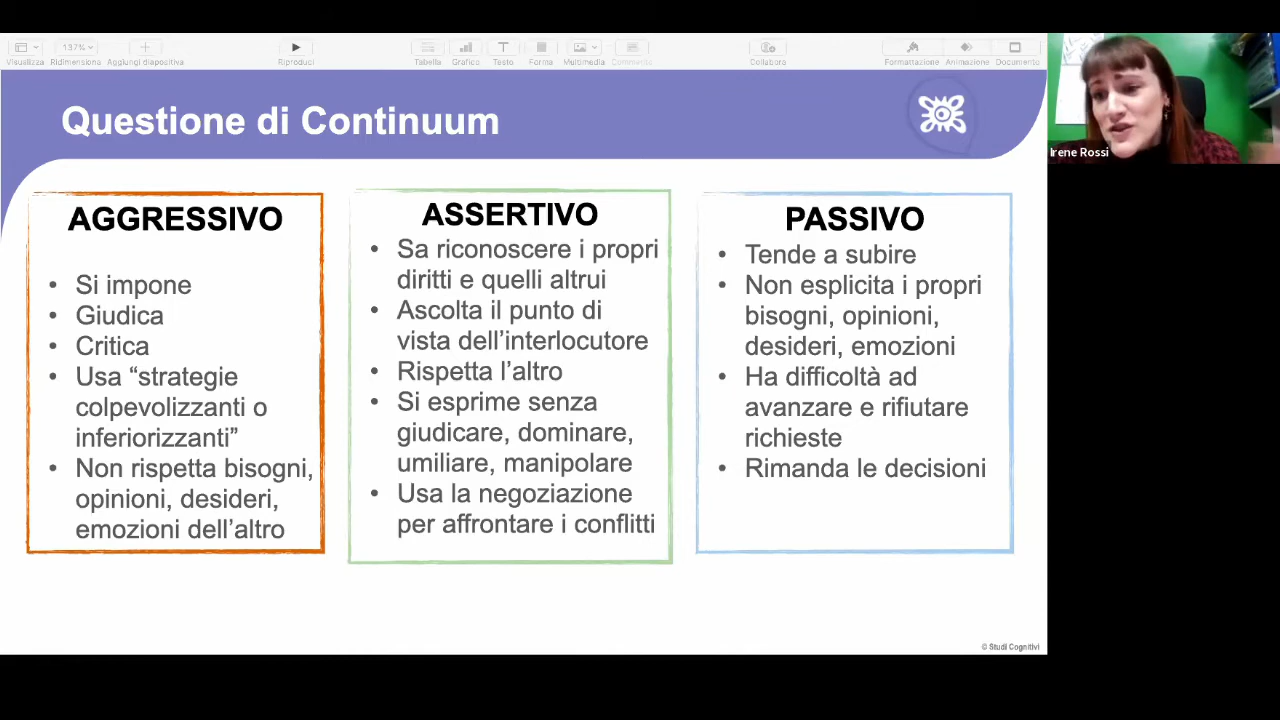 137%
Visualizza
Ridimensiona
Aggiungi diapositiva
Riproduci
Tabella
Grafico
Testo
Forma
Multimedia
Commento
Collabora
Formattazione
Animazione
Documento
Questione di Continuum
Irene Rossi
AGGRESSIVO
• Si impone
• Giudica
• Critica
• Usa “strategie
colpevolizzanti o
inferiorizzanti”
• Non rispetta bisogni,
opinioni, desideri,
emozioni dell’altro
ASSERTIVO
• Sa riconoscere i propri
diritti e quelli altrui
• Ascolta il punto di
vista dell’interlocutore
• Rispetta l’altro
• Si esprime senza
giudicare, dominare,
umiliare, manipolare
• Usa la negoziazione
per affrontare i conflitti
PASSIVO
• Tende a subire
• Non esplicita i propri
bisogni, opinioni,
desideri, emozioni
• Ha difficoltà ad
avanzare e rifiutare
richieste
• Rimanda le decisioni
© Studi Cognitivi